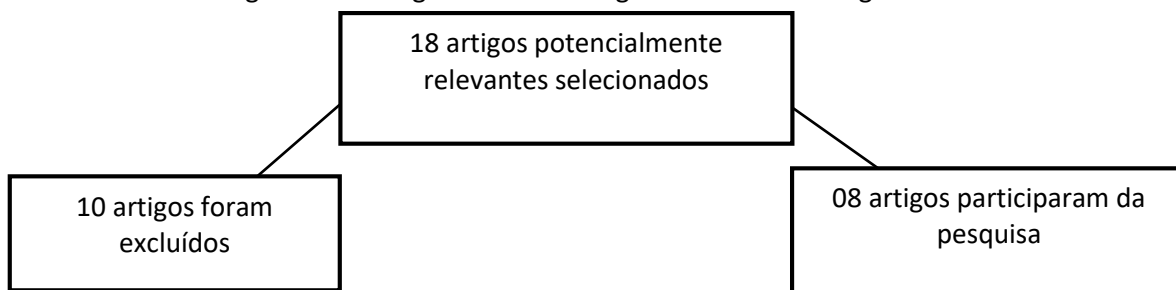 18 artigos potencialmente
relevantes selecionados
10 artigos foram
excluídos
08 artigos participaram da
pesquisa